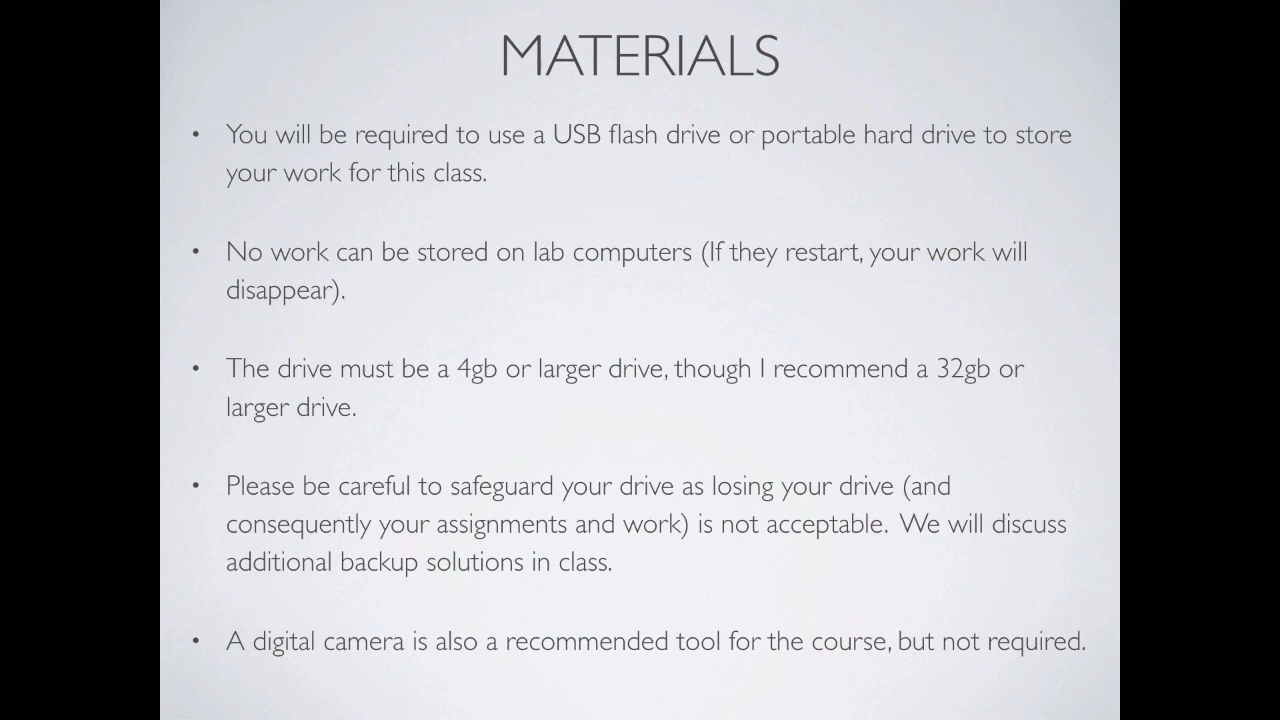 MATERIALS
• You will be required to use a USB flash drive or portable hard drive to store
your work for this class.
• No work can be stored on lab computers (If they restart, your work will
disappear).
• The drive must be a 4gb or larger drive, though I recommend a 32gb or
larger drive.
• Please be careful to safeguard your drive as losing your drive (and
consequently your assignments and work) is not acceptable.  We will discuss
additional backup solutions in class.
• A digital camera is also a recommended tool for the course, but not required.